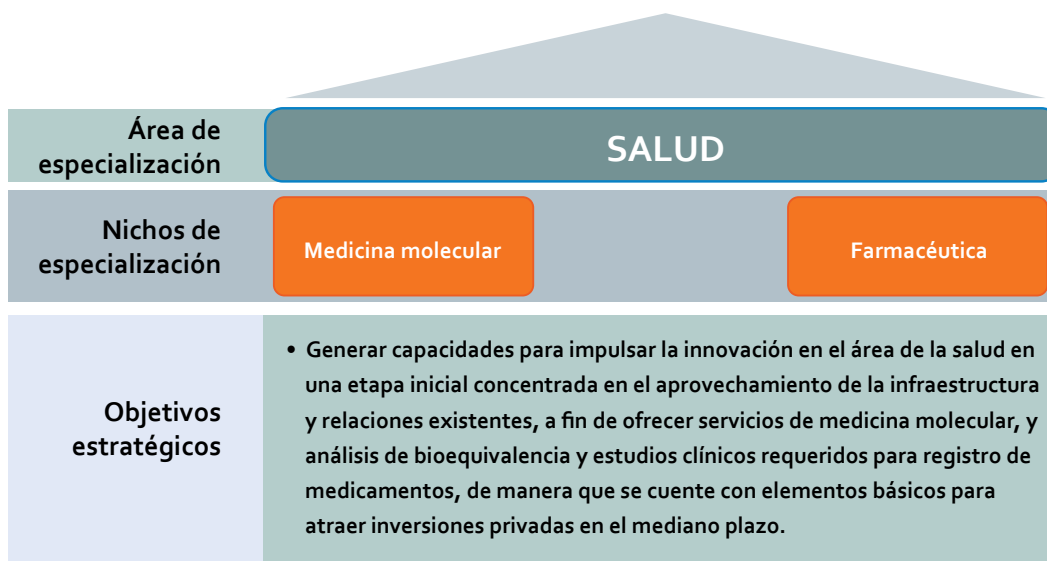 Área de
especialización
SALUD
Nichos de
especialización
Medicina molecular
Farmacéutica
Objetivos
estratégicos
• Generar capacidades para impulsar la innovación en el área de la salud en
una etapa inicial concentrada en el aprovechamiento de la infraestructura
y relaciones existentes, a fin de ofrecer servicios de medicina molecular, y
análisis de bioequivalencia y estudios clínicos requeridos para registro de
medicamentos, de manera que se cuente con elementos básicos para
atraer inversiones privadas en el mediano plazo.